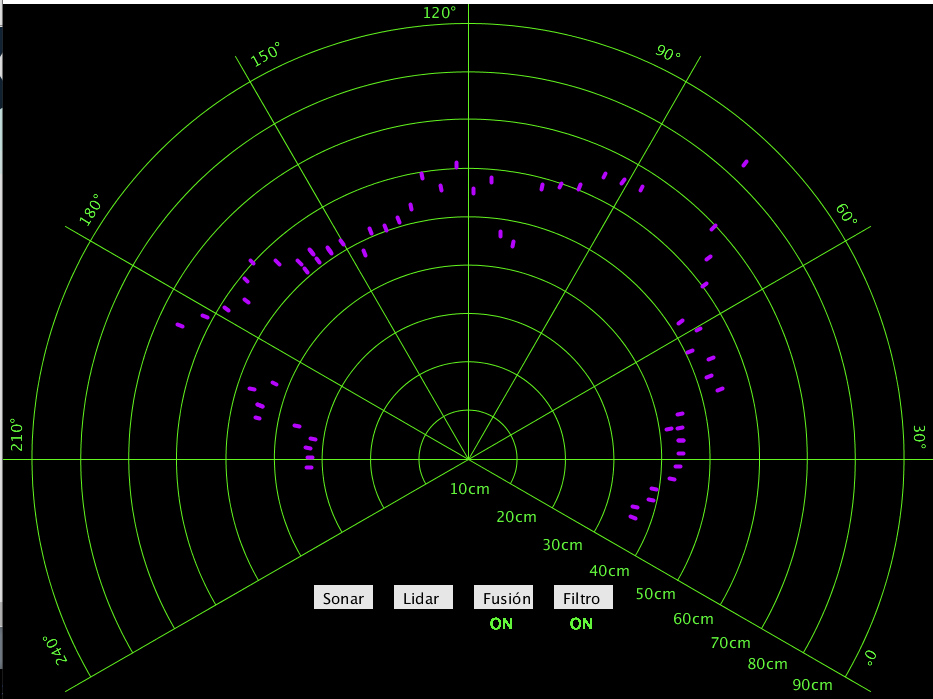 120°
150°
90°
180°
60°
210°
30°
10cm
20cm
30cm
40cm
50cm
60cm
70cm
80cm
90cm
240°
0°
Sonar
Lidar
Fusión
Filtro
ON
ON